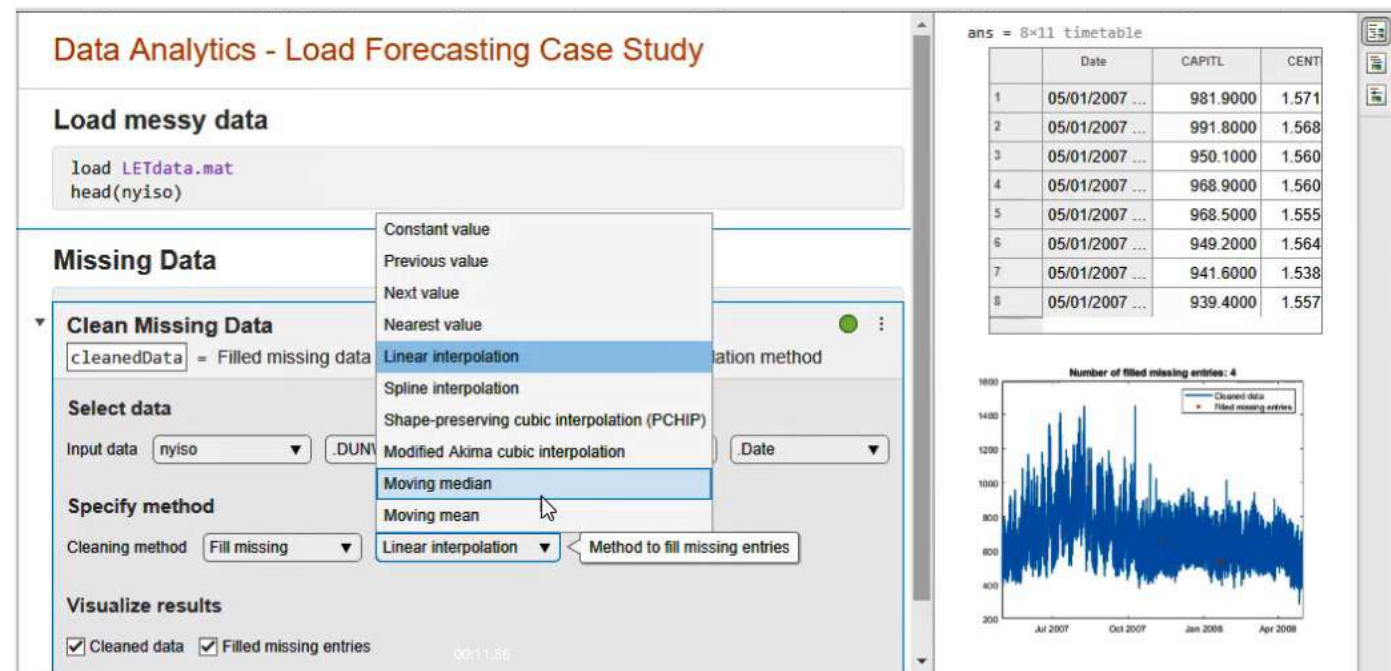 Data Analytics - Load Forecasting Case Study
Load messy data
load LETdata.mat
head(nyiso)
Missing Data
Clean Missing Data
cleanedData = Filled missing data
lation method
Select data
Input data nyiso .DUNW .Date
Specify method
Cleaning method Fill missing Linear interpolation Method to fill missing entries
Constant value
Previous value
Next value
Nearest value
Linear interpolation
Spline interpolation
Shape-preserving cubic interpolation (PCHIP)
Modified Akima cubic interpolation
Moving median
Moving mean
Visualize results
Cleaned data Filled missing entries
00:11.86
ans = 8×11 timetable
Date CAPITL CENT
1 05/01/2007 ... 981.9000 1.571
2 05/01/2007 ... 991.8000 1.568
3 05/01/2007 ... 950.1000 1.560
4 05/01/2007 ... 968.9000 1.560
5 05/01/2007 ... 968.5000 1.555
6 05/01/2007 ... 949.2000 1.564
7 05/01/2007 ... 941.6000 1.538
8 05/01/2007 ... 939.4000 1.557
Number of filled missing entries: 4
Cleaned data
Filled missing entries
1600
1400
1200
1000
800
600
400
200
Jul 2007 Oct 2007 Jan 2008 Apr 2008